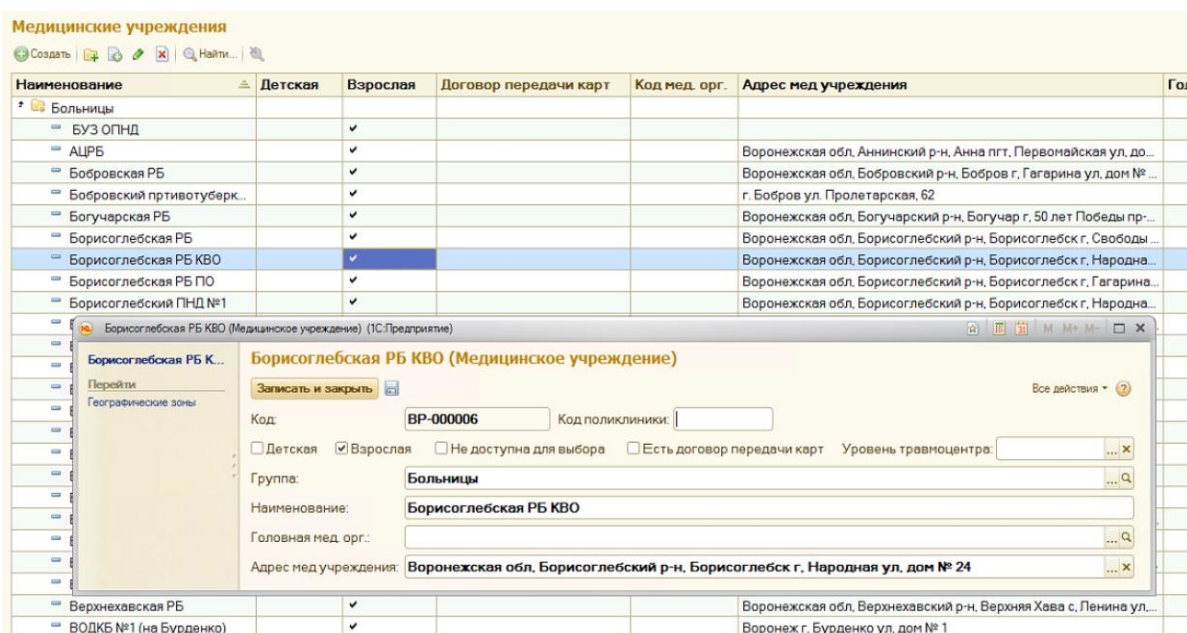 Медицинские учреждения
Создать Найти...
Наименование Детская Взрослая Договор передачи карт Код мед. орг. Адрес мед учреждения Гол
Больницы
БУЗ ОПНД
АЦРБ Воронежская обл, Аннинский р-н, Анна пгт, Первомайская ул, до...
Бобровская РБ Воронежская обл, Бобровский р-н, Бобров г, Гагарина ул, дом № ...
Бобровский пртивотуберк... г. Бобров ул. Пролетарская, 62
Богучарская РБ Воронежская обл, Богучарский р-н, Богучар г, 50 лет Победы пр-...
Борисоглебская РБ Воронежская обл, Борисоглебский р-н, Борисоглебск г, Свободы ...
Борисоглебская РБ КВО Воронежская обл, Борисоглебский р-н, Борисоглебск г, Народна...
Борисоглебская РБ ПО Воронежская обл, Борисоглебский р-н, Борисоглебск г, Гагарина...
Борисоглебский ПНД №1 Воронежская обл, Борисоглебский р-н, Борисоглебск г, Народна...
Борисоглебская РБ КВО (Медицинское учреждение) (1С:Предприятие) M M+ M-
Борисоглебская РБ К...
Перейти
Географические зоны
Борисоглебская РБ КВО (Медицинское учреждение)
Записать и закрыть Все действия
Код: ВР-000006 Код поликлиники:
Детская Взрослая Не доступна для выбора Есть договор передачи карт Уровень травмоцентра:
Группа: Больницы
Наименование: Борисоглебская РБ КВО
Головная мед. орг.:
Адрес мед учреждения: Воронежская обл, Борисоглебский р-н, Борисоглебск г, Народная ул, дом № 24
Верхнехавская РБ Воронежская обл, Верхнехавский р-н, Верхняя Хава с, Ленина ул,...
ВОДКБ №1 (на Бурденко) Воронеж г, Бурденко ул, дом № 1